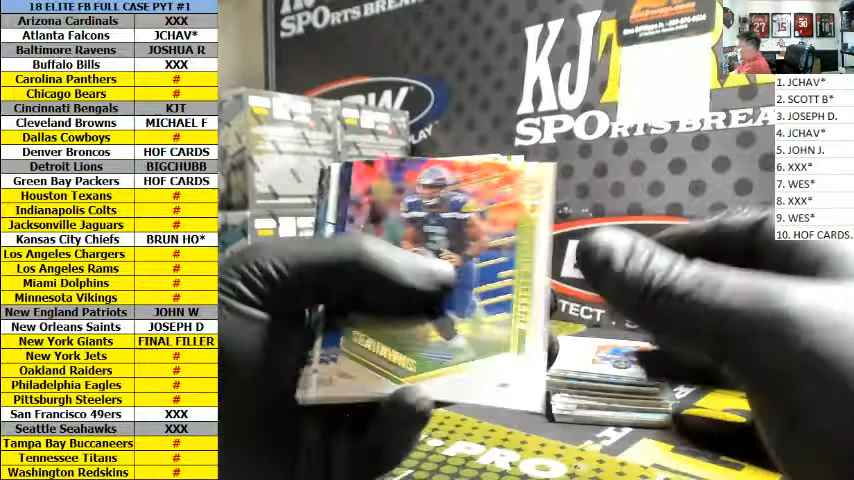 18 ELITE FB FULL CASE PYT #1
Arizona Cardinals XXX
Atlanta Falcons JCHAV*
Baltimore Ravens JOSHUA R
Buffalo Bills XXX
Carolina Panthers #
Chicago Bears #
Cincinnati Bengals KJT
Cleveland Browns MICHAEL F
Dallas Cowboys #
Denver Broncos HOF CARDS
Detroit Lions BIGCHUBB
Green Bay Packers HOF CARDS
Houston Texans #
Indianapolis Colts #
Jacksonville Jaguars #
Kansas City Chiefs BRUN HO*
Los Angeles Chargers #
Los Angeles Rams #
Miami Dolphins #
Minnesota Vikings #
New England Patriots JOHN W
New Orleans Saints JOSEPH D
New York Giants FINAL FILLER
New York Jets #
Oakland Raiders #
Philadelphia Eagles #
Pittsburgh Steelers #
San Francisco 49ers XXX
Seattle Seahawks XXX
Tampa Bay Buccaneers #
Tennessee Titans #
Washington Redskins #
KJT
SPORTS BREA
SEAHAWKS
PRO
27
15
30
18
1. JCHAV*
2. SCOTT B*
3. JOSEPH D.
4. JCHAV*
5. JOHN J.
6. XXX*
7. WES*
8. XXX*
9. WES*
10. HOF CARDS.